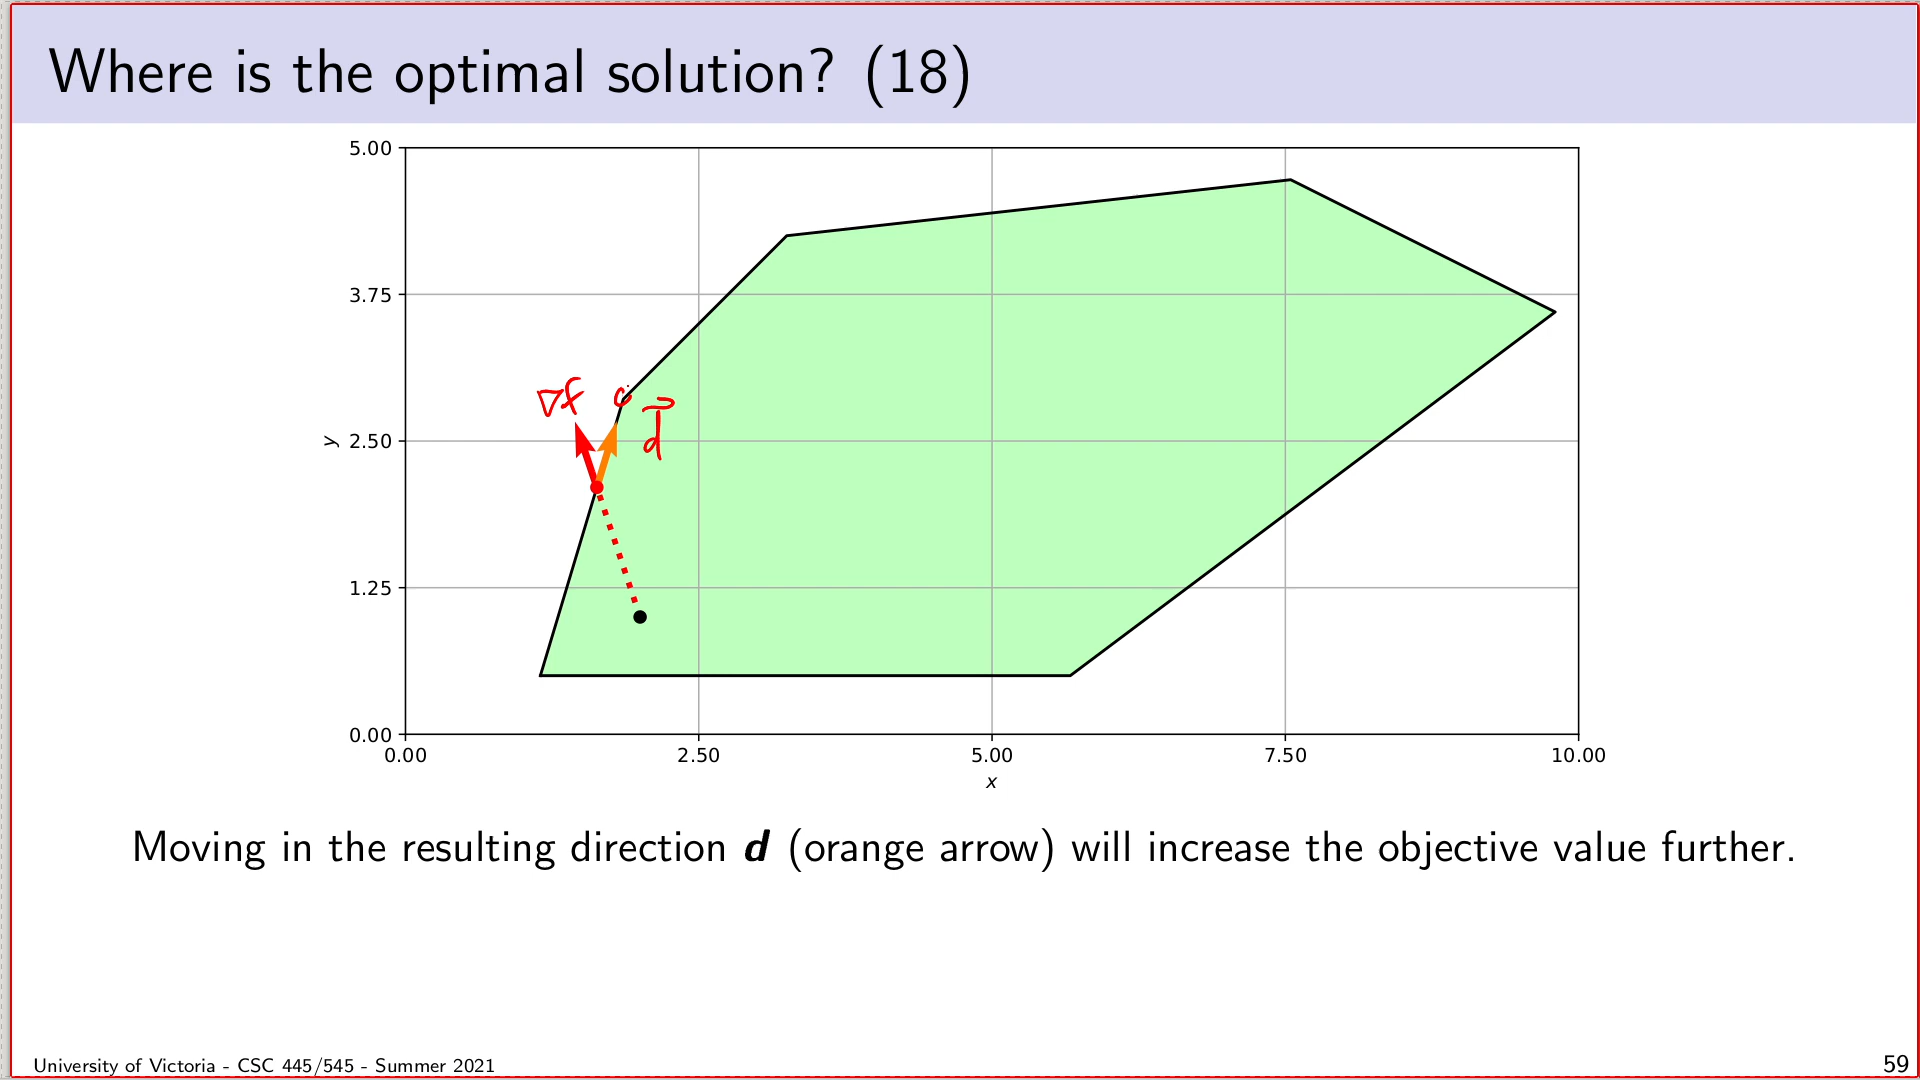 Where is the optimal solution? (18)
5.00
3.75
2.50
1.25
0.00
y
∇f
d⃗
0.00 2.50 5.00 7.50 10.00
x
Moving in the resulting direction d (orange arrow) will increase the objective value further.
University of Victoria - CSC 445/545 - Summer 2021
59